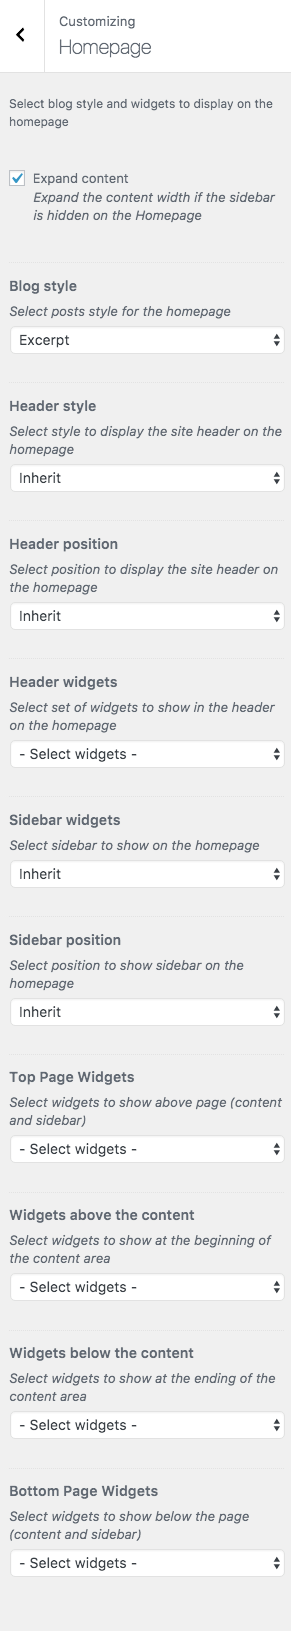 Customizing
Homepage
Select blog style and widgets to display on the
homepage
Expand content
Expand the content width if the sidebar
is hidden on the Homepage
Blog style
Select posts style for the homepage
Excerpt
Header style
Select style to display the site header on the
homepage
Inherit
Header position
Select position to display the site header on
the homepage
Inherit
Header widgets
Select set of widgets to show in the header
on the homepage
- Select widgets -
Sidebar widgets
Select sidebar to show on the homepage
Inherit
Sidebar position
Select position to show sidebar on the
homepage
Inherit
Top Page Widgets
Select widgets to show above page (content
and sidebar)
- Select widgets -
Widgets above the content
Select widgets to show at the beginning of
the content area
- Select widgets -
Widgets below the content
Select widgets to show at the ending of the
content area
- Select widgets -
Bottom Page Widgets
Select widgets to show below the page
(content and sidebar)
- Select widgets -